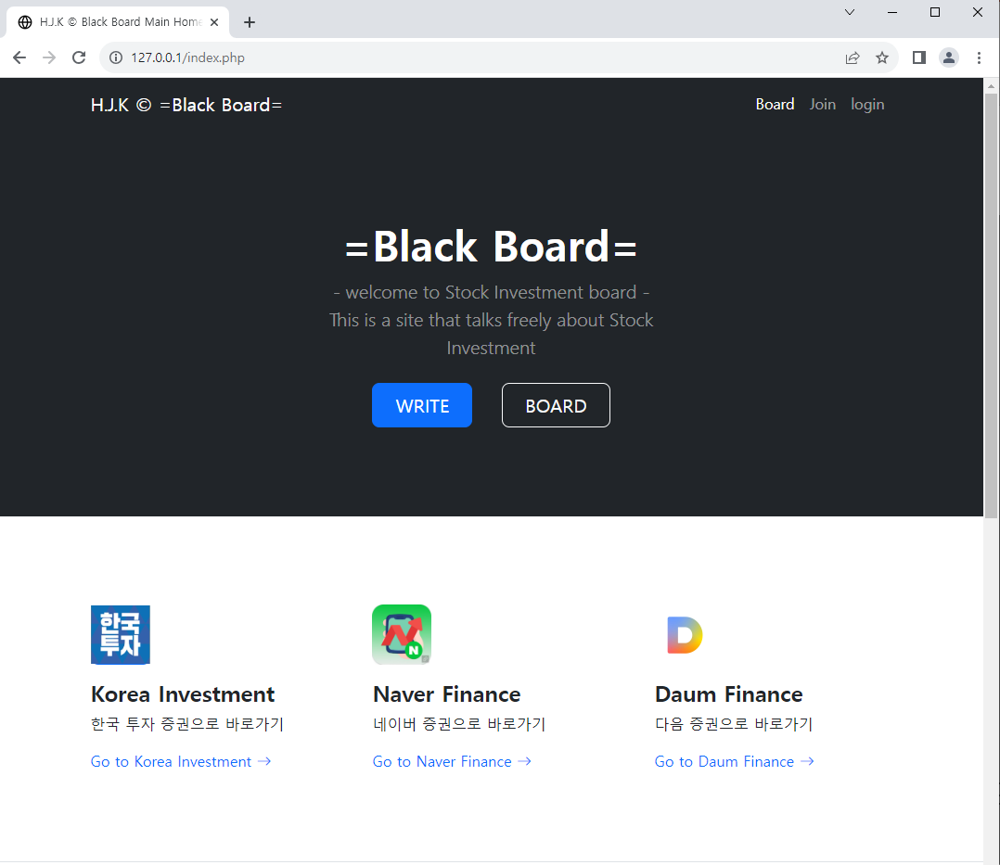 H.J.K © Black Board Main Home
127.0.0.1/index.php
H.J.K © =Black Board=
Board Join login
=Black Board=
- welcome to Stock Investment board -
This is a site that talks freely about Stock
Investment
WRITE BOARD
한국
투자
N
D
Korea Investment Naver Finance Daum Finance
한국 투자 증권으로 바로가기 네이버 증권으로 바로가기 다음 증권으로 바로가기
Go to Korea Investment → Go to Naver Finance → Go to Daum Finance →